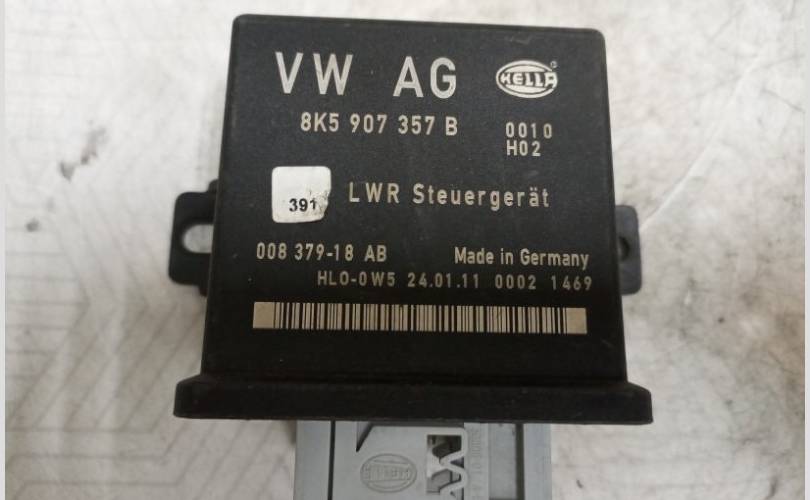 VW AG HELLA
8K5 907 357 B 0010
H02
391 LWR Steuergerät
008 379-18 AB Made in Germany
HLO-0W5 24.01.11 0002 1469
HELLA